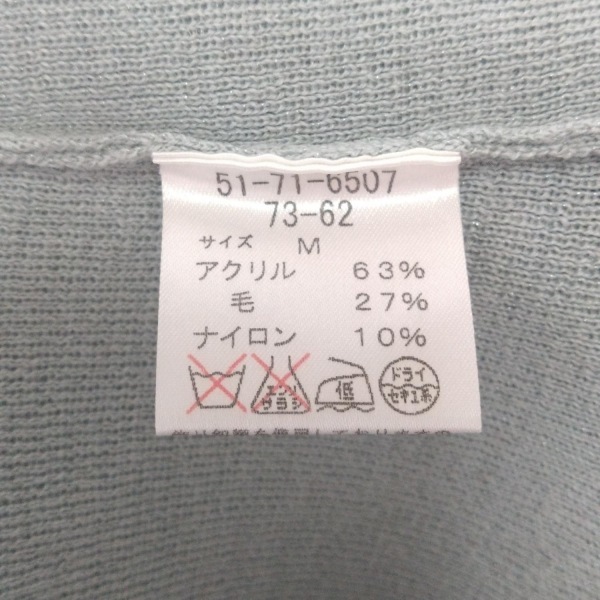 51-71-6507
73-62
サイズ M
アクリル 63%
毛 27%
ナイロン 10%
エンソ サラシ 低 ドライ セキユ系